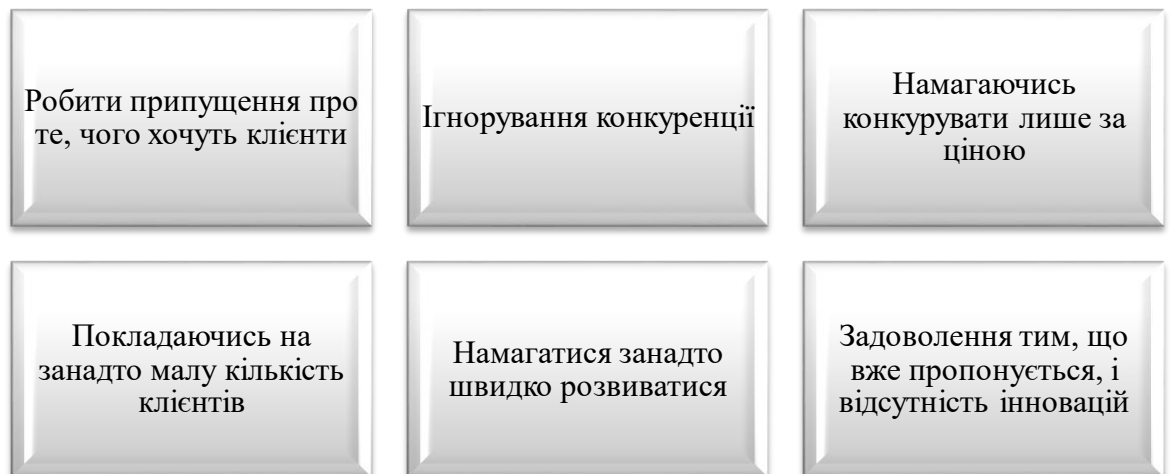 Робити припущення про
те, чого хочуть клієнти
Ігнорування конкуренції
Намагаючись
конкурувати лише за
ціною
Покладаючись на
занадто малу кількість
клієнтів
Намагатися занадто
швидко розвиватися
Задоволення тим, що
вже пропонується, і
відсутність інновацій